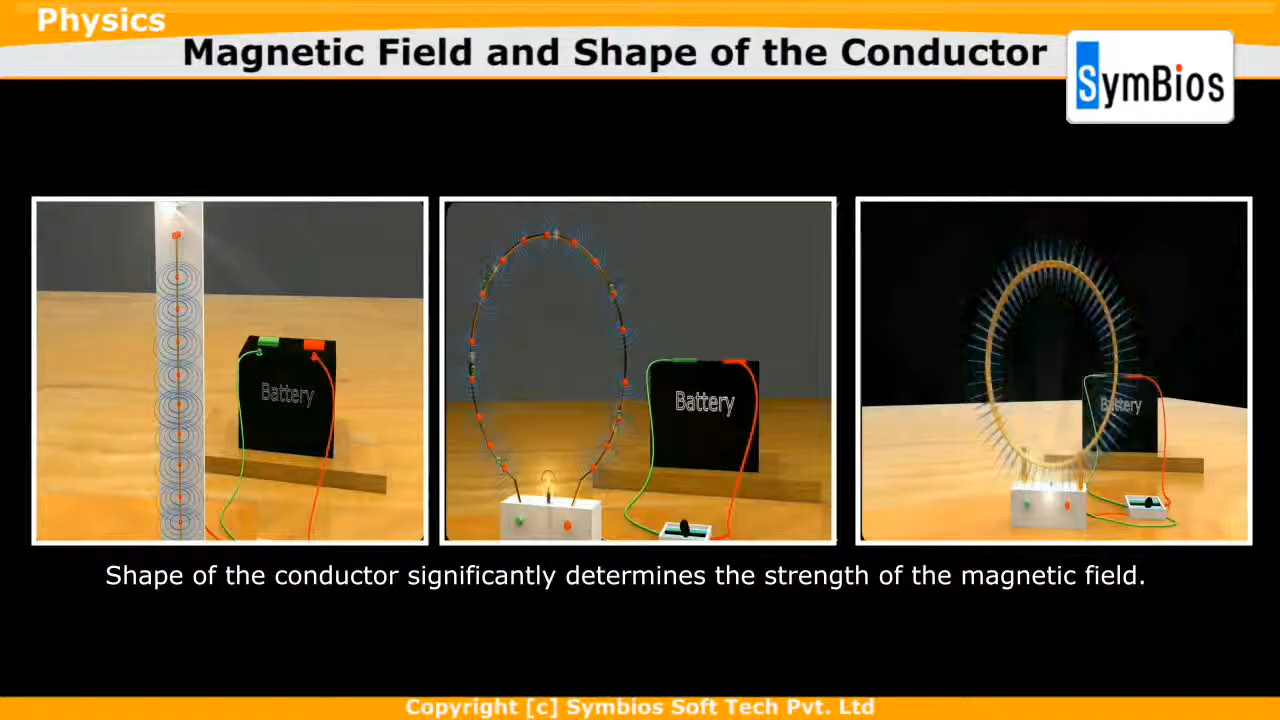 Physics
Magnetic Field and Shape of the Conductor
SymBios
Battery
Battery
Battery
Shape of the conductor significantly determines the strength of the magnetic field.
Copyright [c] Symbios Soft Tech Pvt. Ltd